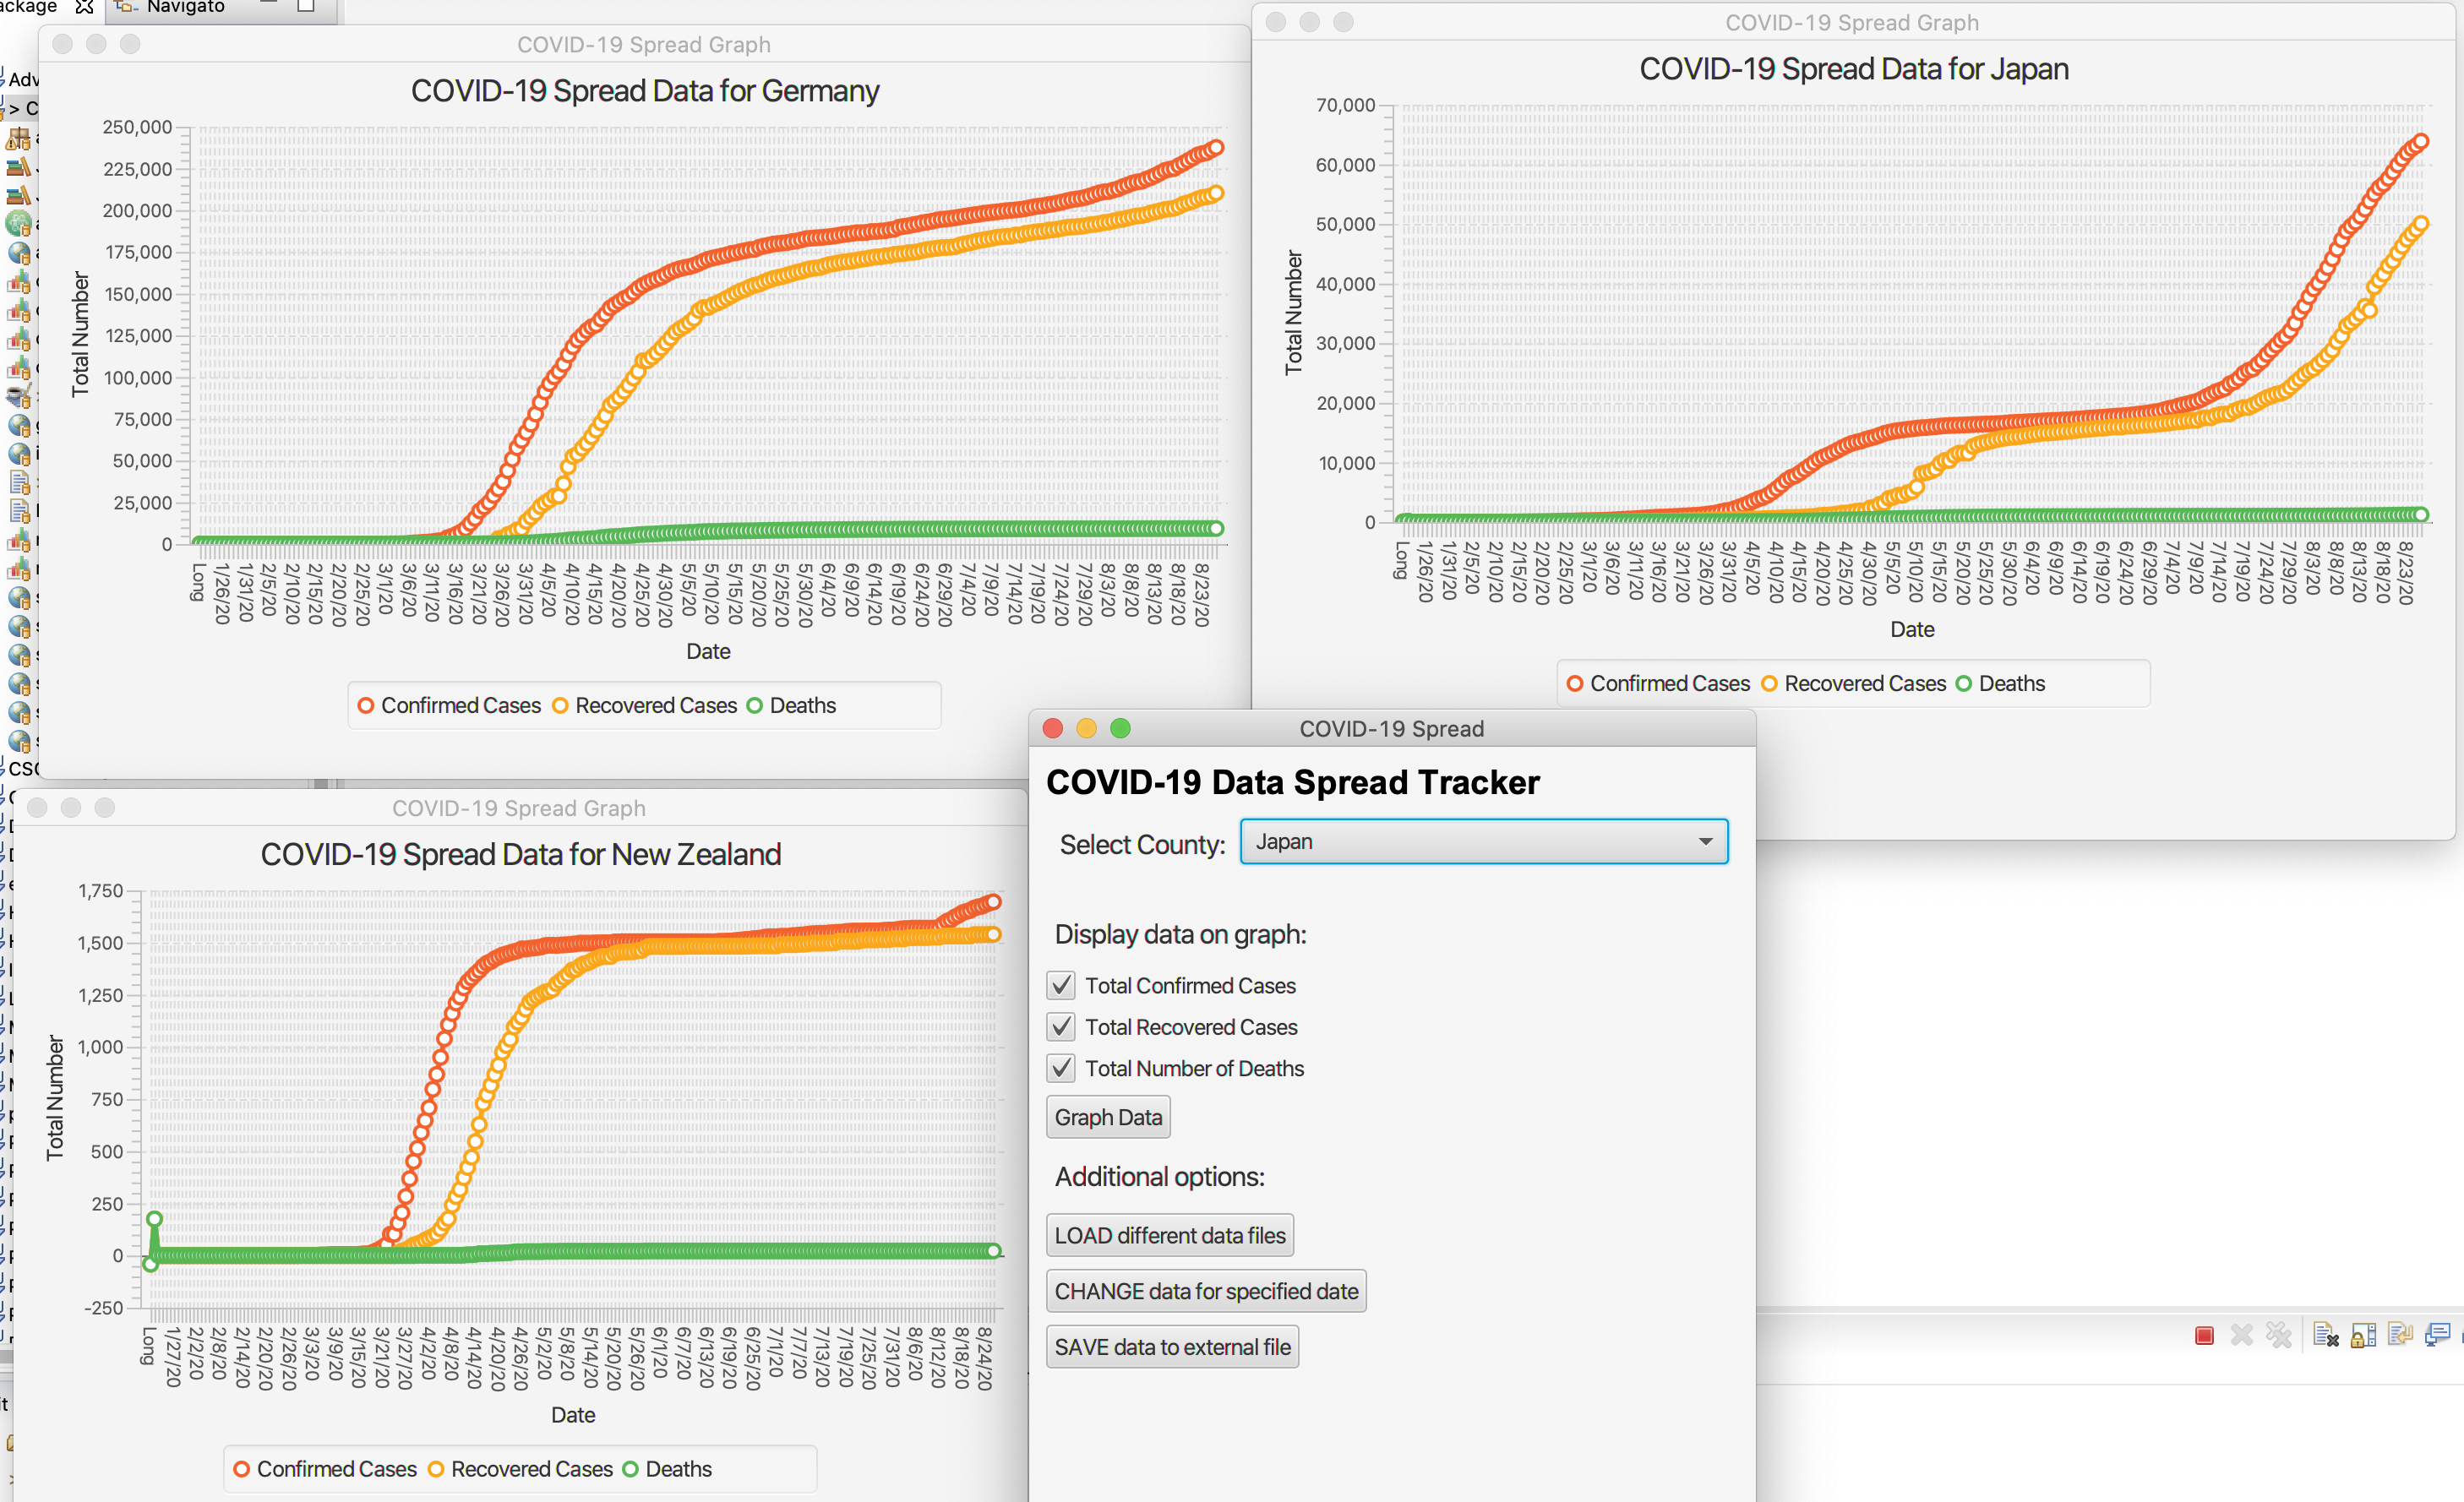 ackage
Navigato
Adv
> C
CSC
COVID-19 Spread Graph
COVID-19 Spread Data for Germany
250,000
225,000
200,000
175,000
150,000
125,000
100,000
75,000
50,000
25,000
0
Total Number
Long 1/26/20 1/31/20 2/5/20 2/10/20 2/15/20 2/20/20 2/25/20 3/1/20 3/6/20 3/11/20 3/16/20 3/21/20 3/26/20 3/31/20 4/5/20 4/10/20 4/15/20 4/20/20 4/25/20 4/30/20 5/5/20 5/10/20 5/15/20 5/20/20 5/25/20 5/30/20 6/4/20 6/9/20 6/14/20 6/19/20 6/24/20 6/29/20 7/4/20 7/9/20 7/14/20 7/19/20 7/24/20 7/29/20 8/3/20 8/8/20 8/13/20 8/18/20 8/23/20
Date
Confirmed Cases Recovered Cases Deaths
COVID-19 Spread Graph
COVID-19 Spread Data for Japan
70,000
60,000
50,000
40,000
30,000
20,000
10,000
0
Total Number
Long 1/26/20 1/31/20 2/5/20 2/10/20 2/15/20 2/20/20 2/25/20 3/1/20 3/6/20 3/11/20 3/16/20 3/21/20 3/26/20 3/31/20 4/5/20 4/10/20 4/15/20 4/20/20 4/25/20 4/30/20 5/5/20 5/10/20 5/15/20 5/20/20 5/25/20 5/30/20 6/4/20 6/9/20 6/14/20 6/19/20 6/24/20 6/29/20 7/4/20 7/9/20 7/14/20 7/19/20 7/24/20 7/29/20 8/3/20 8/8/20 8/13/20 8/18/20 8/23/20
Date
Confirmed Cases Recovered Cases Deaths
COVID-19 Spread Graph
COVID-19 Spread Data for New Zealand
1,750
1,500
1,250
1,000
750
500
250
0
-250
Total Number
Long 1/27/20 2/2/20 2/8/20 2/14/20 2/20/20 2/26/20 3/3/20 3/9/20 3/15/20 3/21/20 3/27/20 4/2/20 4/8/20 4/14/20 4/20/20 4/26/20 5/2/20 5/8/20 5/14/20 5/20/20 5/26/20 6/1/20 6/7/20 6/13/20 6/19/20 6/25/20 7/1/20 7/7/20 7/13/20 7/19/20 7/25/20 7/31/20 8/6/20 8/12/20 8/18/20 8/24/20
Date
Confirmed Cases Recovered Cases Deaths
COVID-19 Spread
COVID-19 Data Spread Tracker
Select County: Japan
Display data on graph:
Total Confirmed Cases
Total Recovered Cases
Total Number of Deaths
Graph Data
Additional options:
LOAD different data files
CHANGE data for specified date
SAVE data to external file